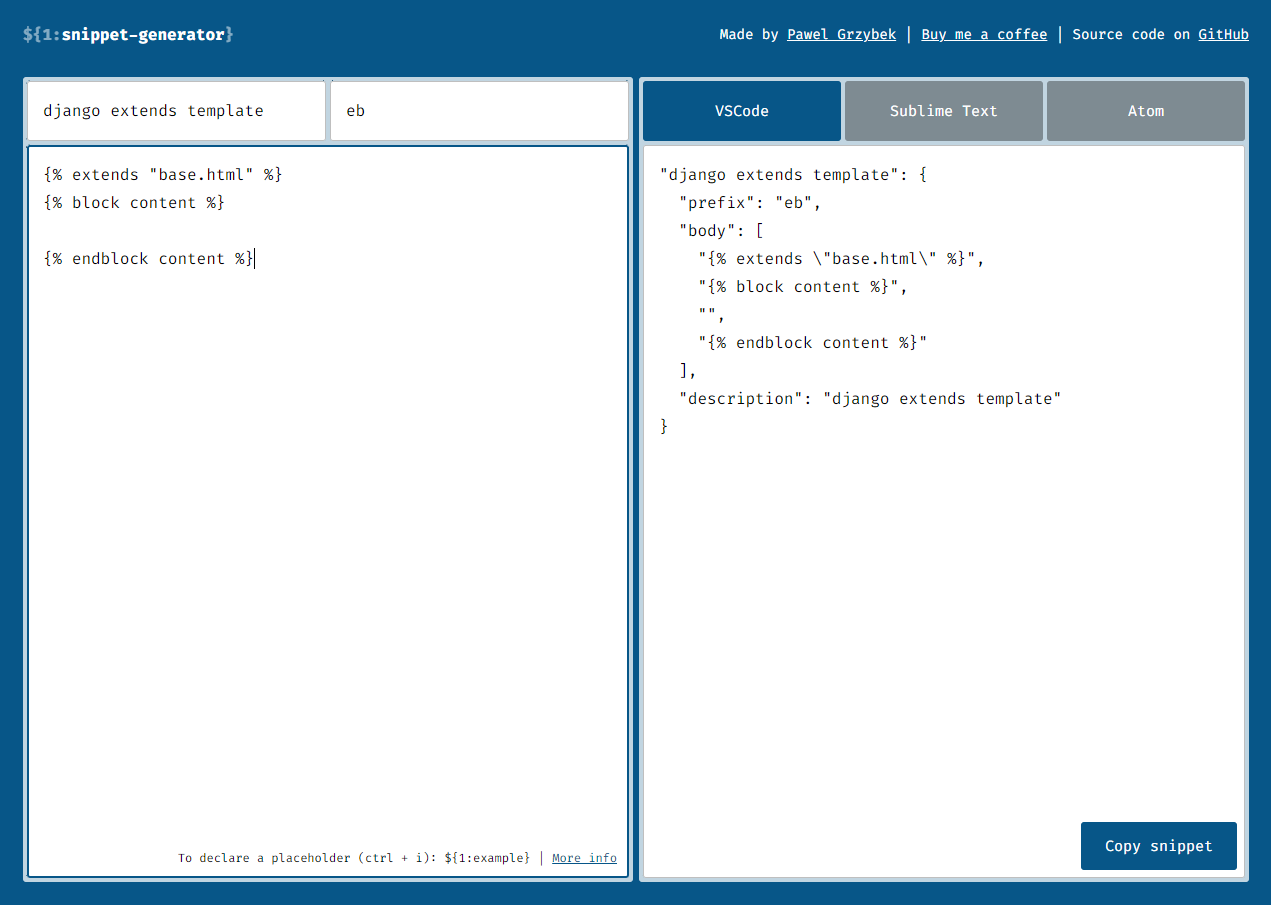 ${1:snippet-generator}
Made by Pawel Grzybek | Buy me a coffee | Source code on GitHub
django extends template
eb
{% extends "base.html" %}
{% block content %}
{% endblock content %}
To declare a placeholder (ctrl + i): ${1:example} | More info
VSCode
Sublime Text
Atom
"django extends template": {
"prefix": "eb",
"body": [
"{% extends \"base.html\" %}",
"{% block content %}",
"",
"{% endblock content %}"
],
"description": "django extends template"
}
Copy snippet